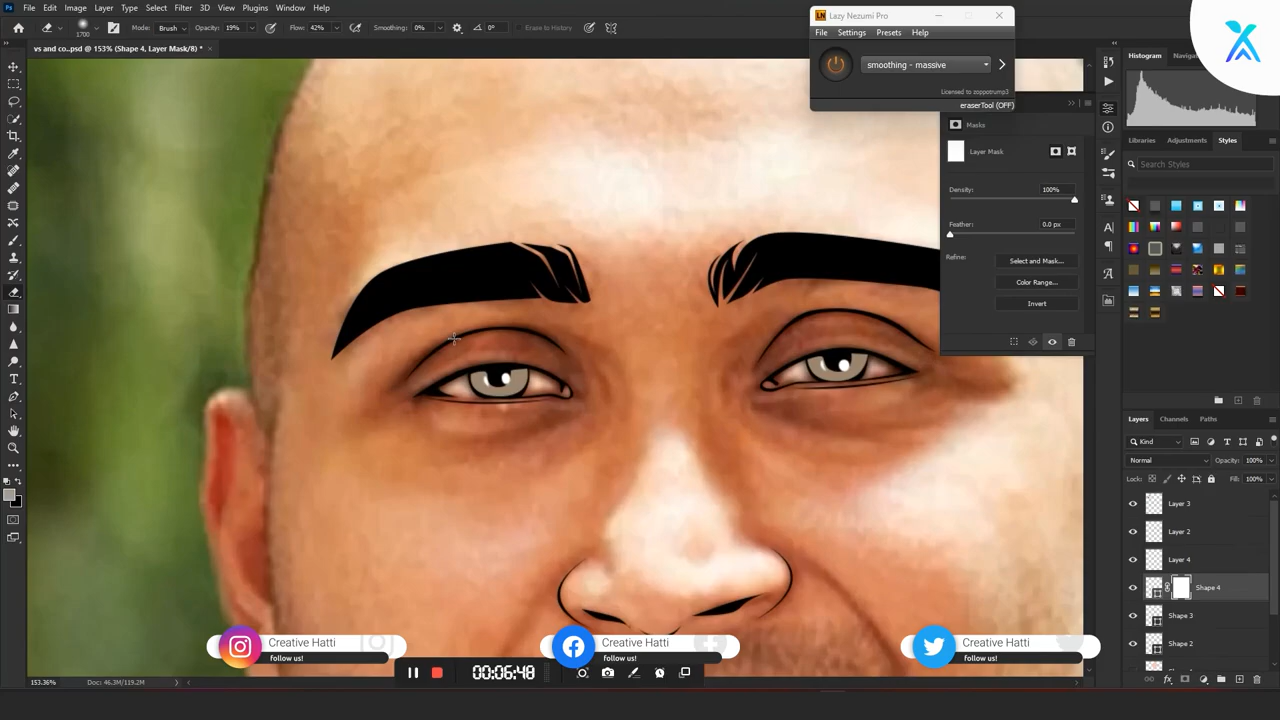 Ps File Edit Image Layer Type Select Filter 3D View Plugins Window Help
1700 Mode: Brush Opacity: 19% Flow: 42% Smoothing: 0% 0° Erase to History
vs and co..psd @ 153% (Shape 4, Layer Mask/8) * ×
LN Lazy Nezumi Pro
File Settings Presets Help
smoothing - massive
Licensed to zoppotrump3
eraserTool (OFF)
Masks
Layer Mask
Density: 100%
Feather: 0.0 px
Refine: Select and Mask...
Color Range...
Invert
Histogram
Libraries Adjustments Styles
Search Styles
Layers Channels Paths
Kind
Normal Opacity: 100%
Lock: Fill: 100%
Layer 3
Layer 2
Layer 4
Shape 4
Shape 3
Shape 2
Creative Hatti
follow us!
Creative Hatti
follow us!
Creative Hatti
follow us!
00:06:48
153.36% Doc: 46.3M/119.2M